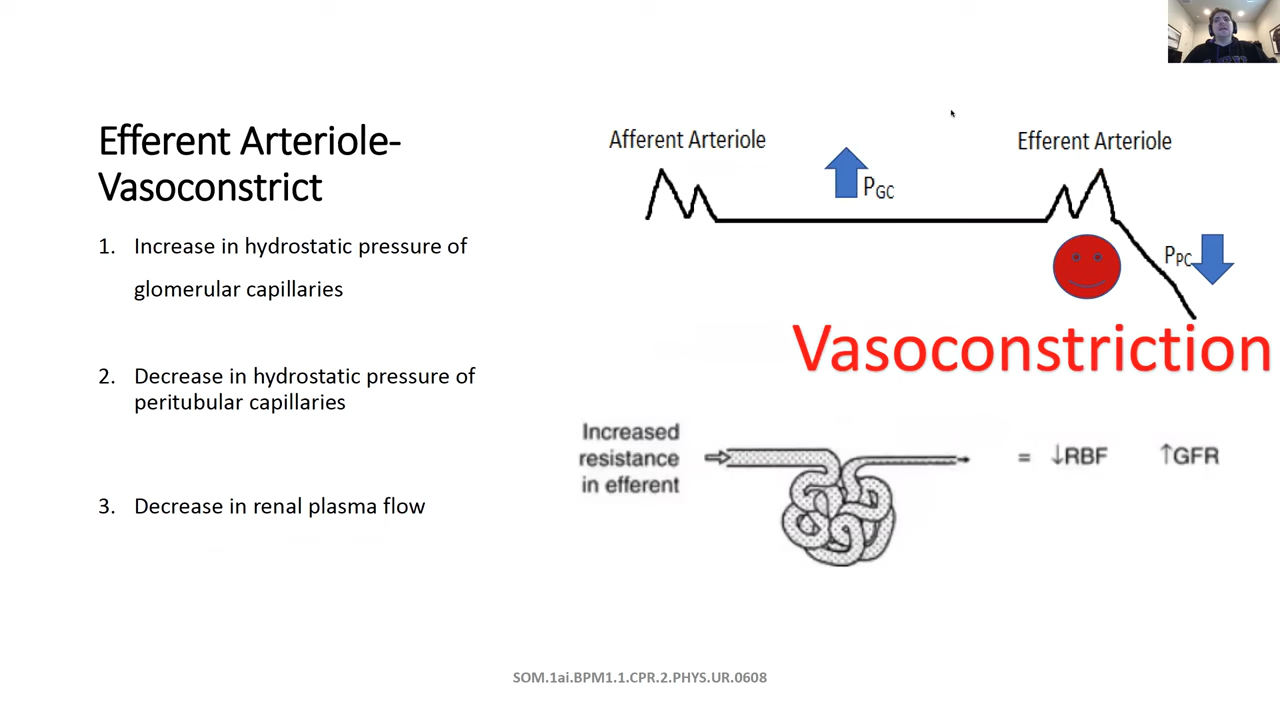 Efferent Arteriole-
Vasoconstrict
1. Increase in hydrostatic pressure of
glomerular capillaries
2. Decrease in hydrostatic pressure of
peritubular capillaries
3. Decrease in renal plasma flow
Afferent Arteriole
Efferent Arteriole
PGC
PPC
Vasoconstriction
Increased
resistance
in efferent
= ↓RBF ↑GFR
SOM.1ai.BPM1.1.CPR.2.PHYS.UR.0608